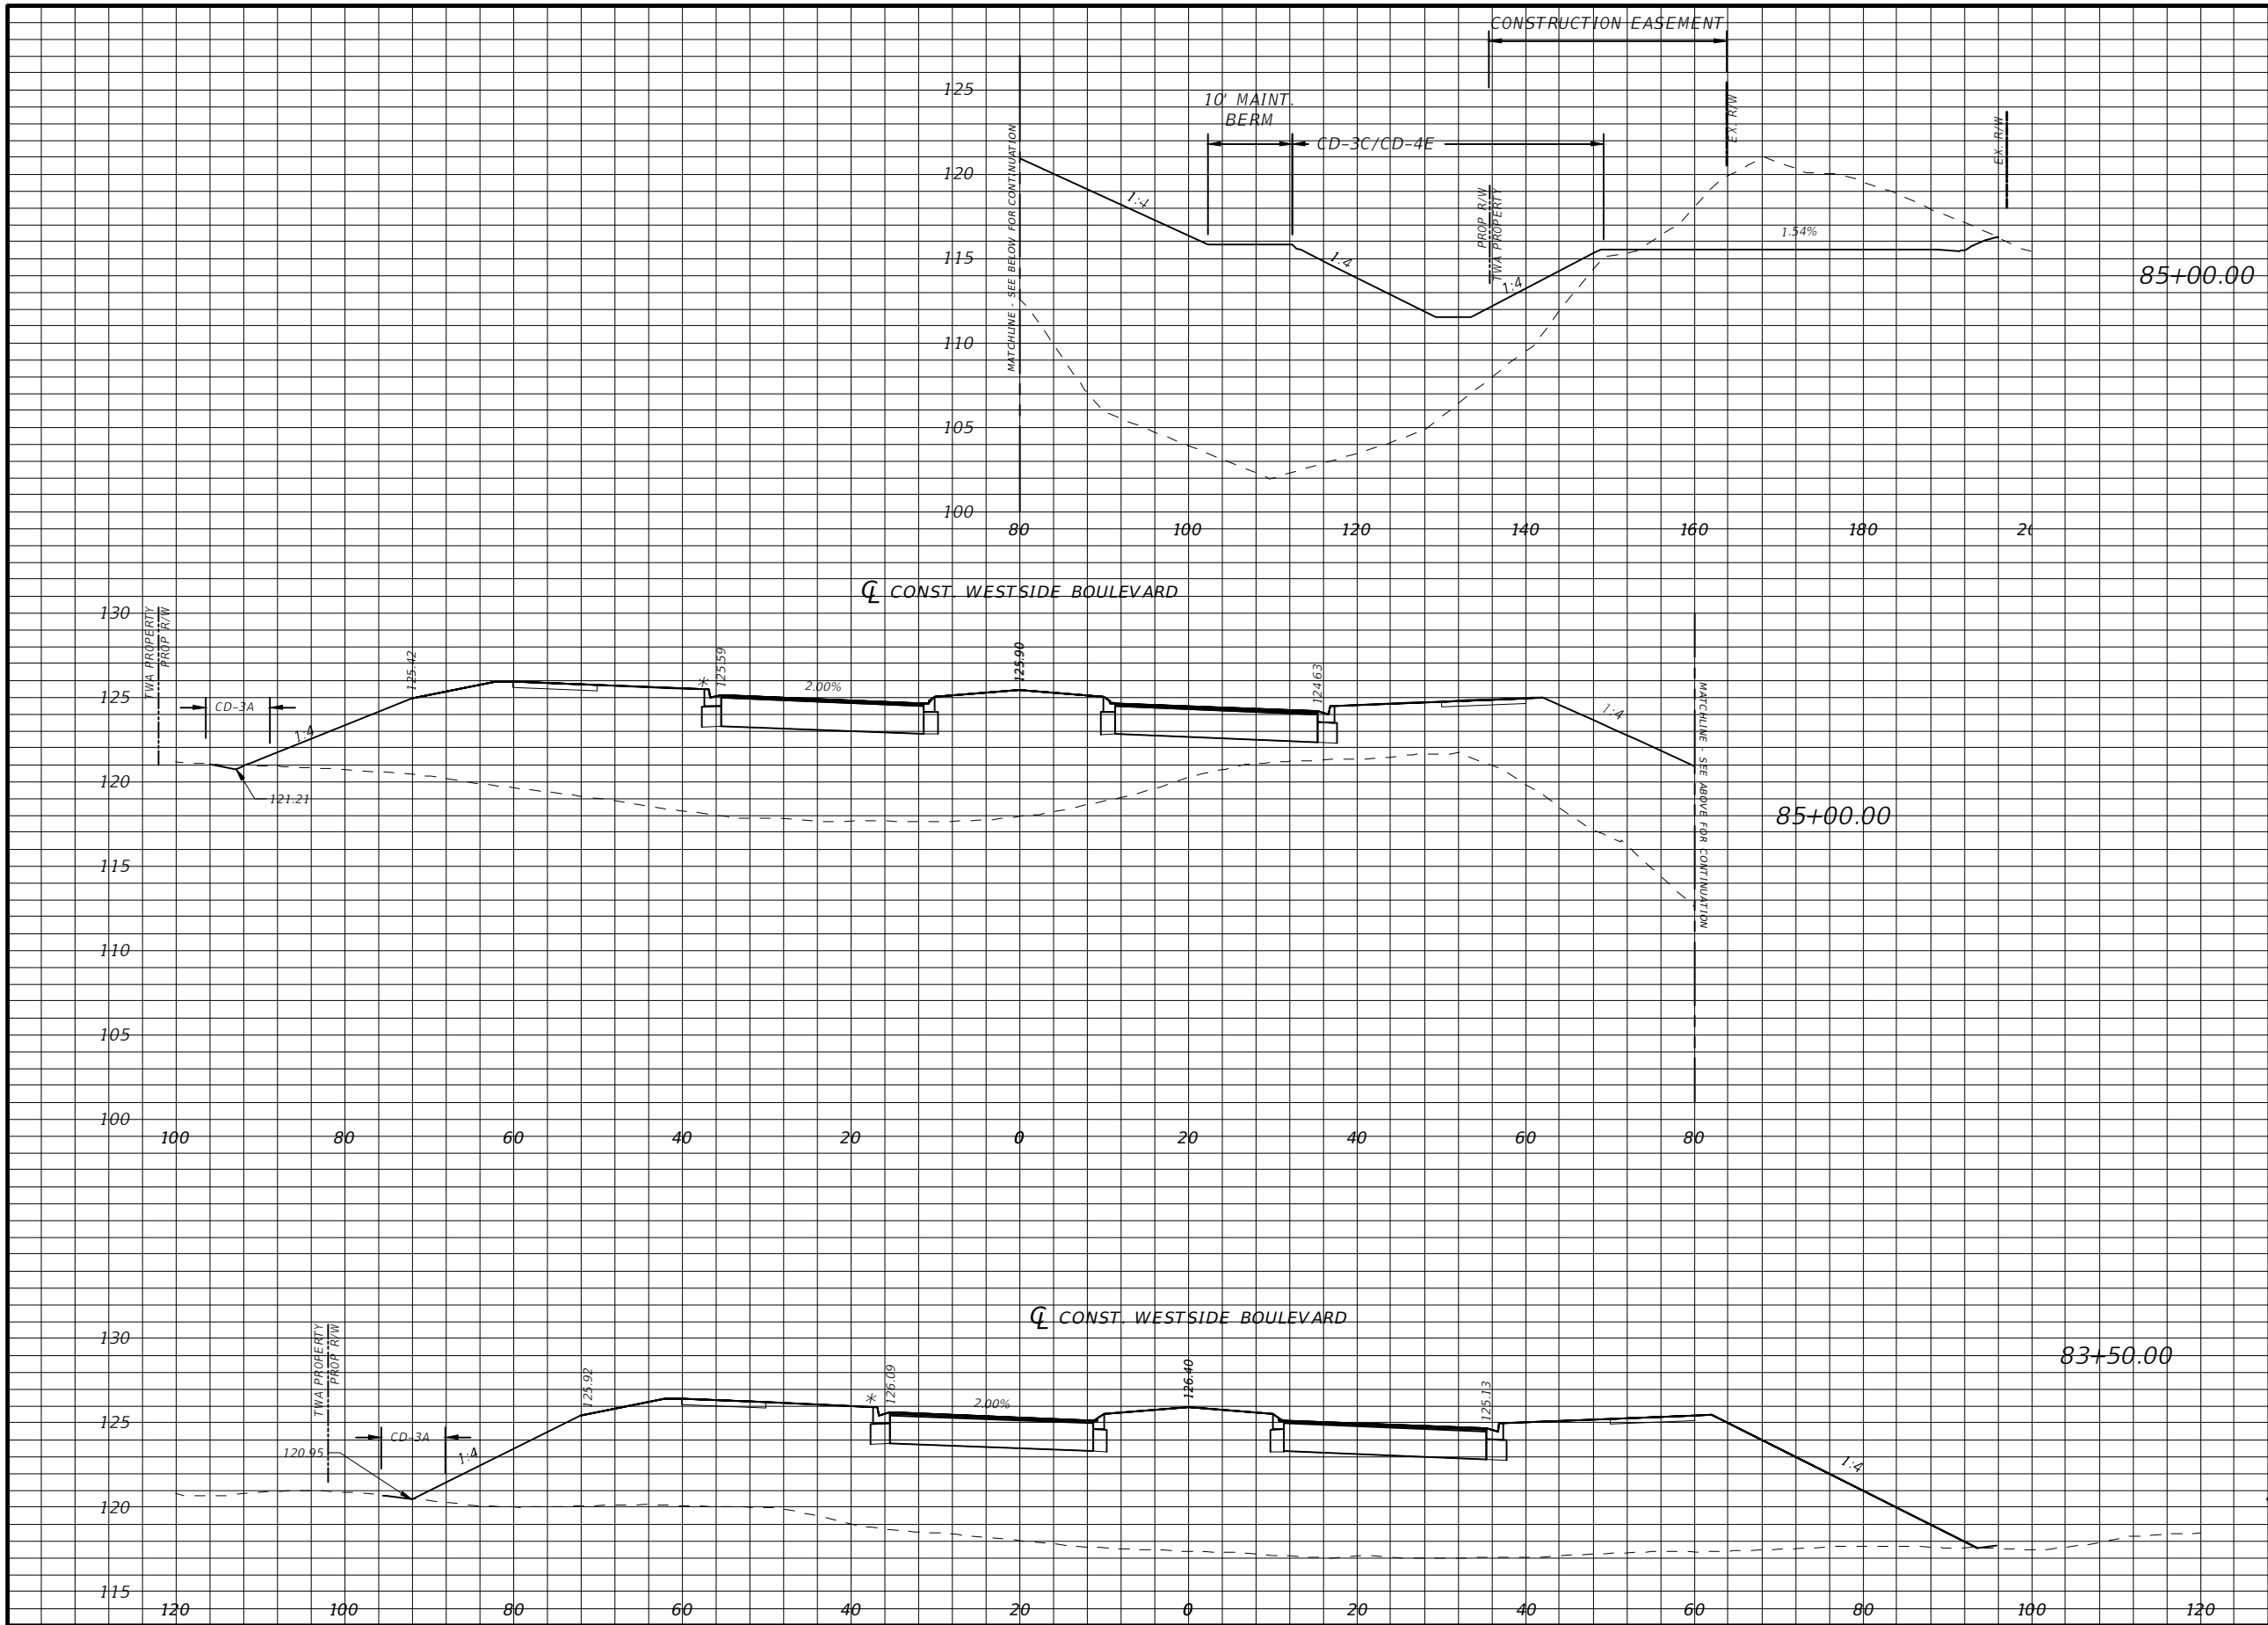 CONSTRUCTION EASEMENT
125
10' MAINT.
BERM
EX. R/W
EX. R/W
CD-3C/CD-4E
120
MATCHLINE - SEE BELOW FOR CONTINUATION
1:4
PROP R/W
TWA PROPERTY
1.54%
115
1:4
1:4
85+00.00
110
105
100
80 100 120 140 160 180
℄ CONST. WESTSIDE BOULEVARD
130
TWA PROPERTY
PROP R/W
125.42
*
125.59
2.00%
125.90
124.63
125
CD-3A
1:4
1:4
MATCHLINE - SEE ABOVE FOR CONTINUATION
120
121.21
85+00.00
115
110
105
100
100 80 60 40 20 0 20 40 60 80
℄ CONST. WESTSIDE BOULEVARD
130
TWA PROPERTY
PROP R/W
83+50.00
125.92
*
126.09
2.00%
126.40
125.13
125
CD-3A
120.95
1:4
1:4
120
115
120 100 80 60 40 20 0 20 40 60 80 100 120